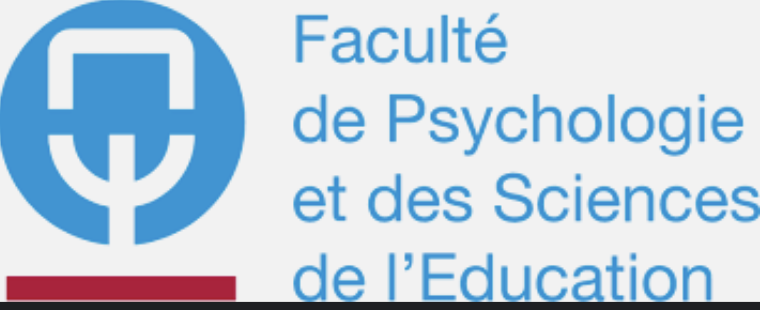 Faculté
de Psychologie
et des Sciences
de l’Education